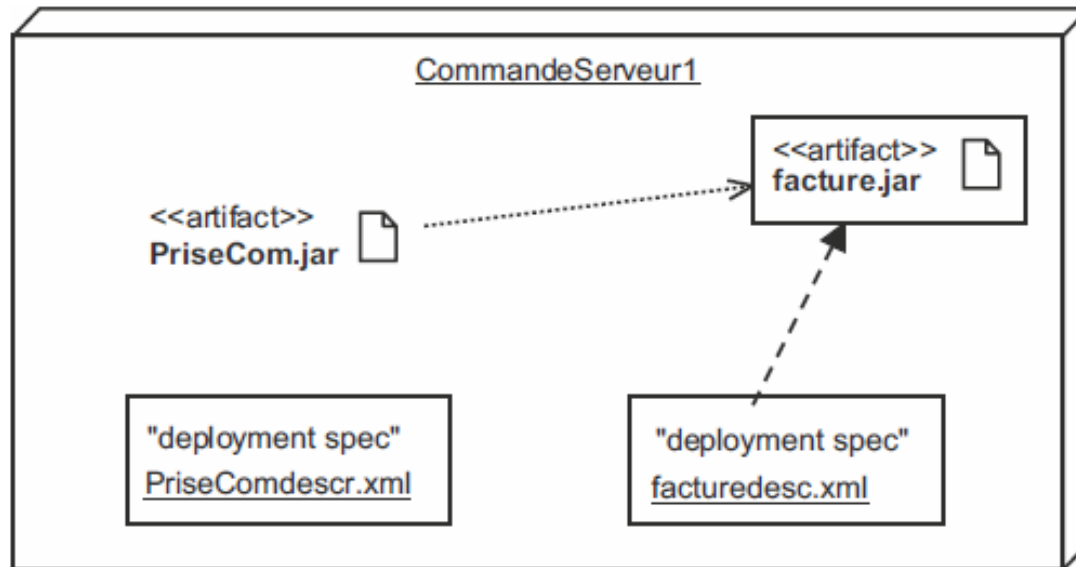 CommandeServeur1
<<artifact>>
facture.jar
<<artifact>>
PriseCom.jar
"deployment spec"
PriseComdescr.xml
"deployment spec"
facturedesc.xml